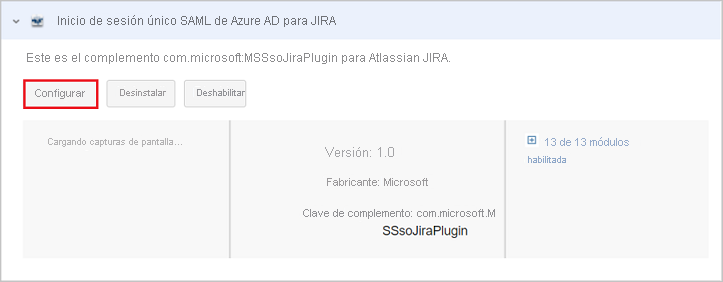 Inicio de sesión único SAML de Azure AD para JIRA
Este es el complemento com.microsoft:MSSsoJiraPlugin para Atlassian JIRA.
Configurar
Desinstalar
Deshabilitar
Cargando capturas de pantalla...
Versión: 1.0
Fabricante: Microsoft
Clave de complemento: com.microsoft.M
SSsoJiraPlugin
13 de 13 módulos
habilitada